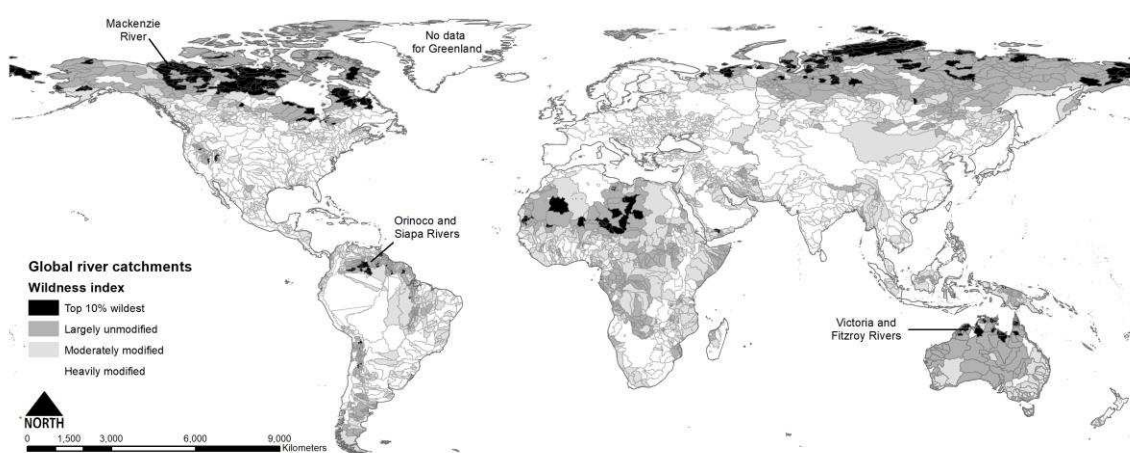 Mackenzie
River
No data
for Greenland
Orinoco and
Siapa Rivers
Victoria and
Fitzroy Rivers
Global river catchments
Wildness index
Top 10% wildest
Largely unmodified
Moderately modified
Heavily modified
NORTH
0 1,500 3,000 6,000 9,000
Kilometers